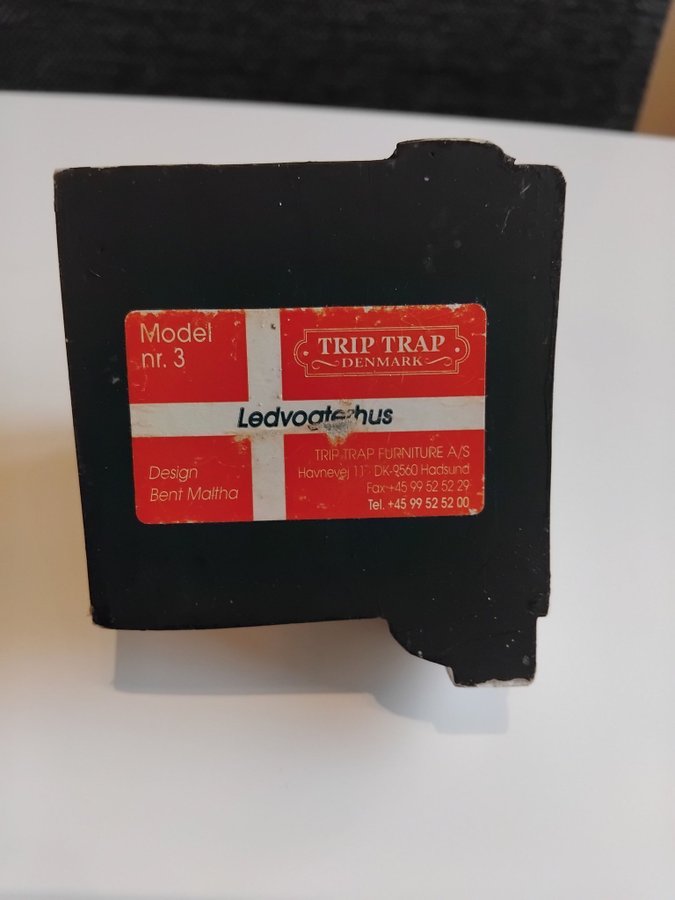 Model
nr. 3
TRIP TRAP
DENMARK
Ledvogterhus
Design
Bent Maltha
TRIP TRAP FURNITURE A/S
Havnevej DK-9560 Hadsund
Fax +45 99 52 52 29
Tel. +45 99 52 52 00